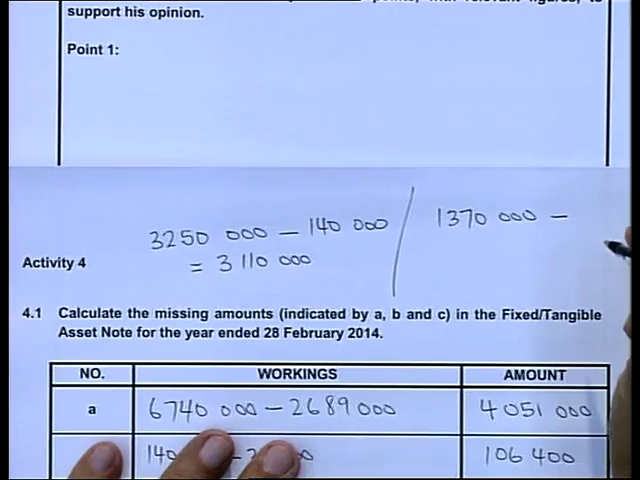 support his opinion.
Point 1:
3250 000 – 140 000 / 1370 000 –
= 3 110 000
Activity 4
4.1 Calculate the missing amounts (indicated by a, b and c) in the Fixed/Tangible
Asset Note for the year ended 28 February 2014.
NO. WORKINGS AMOUNT
a 6740 000 – 2689 000 4 051 000
106 400